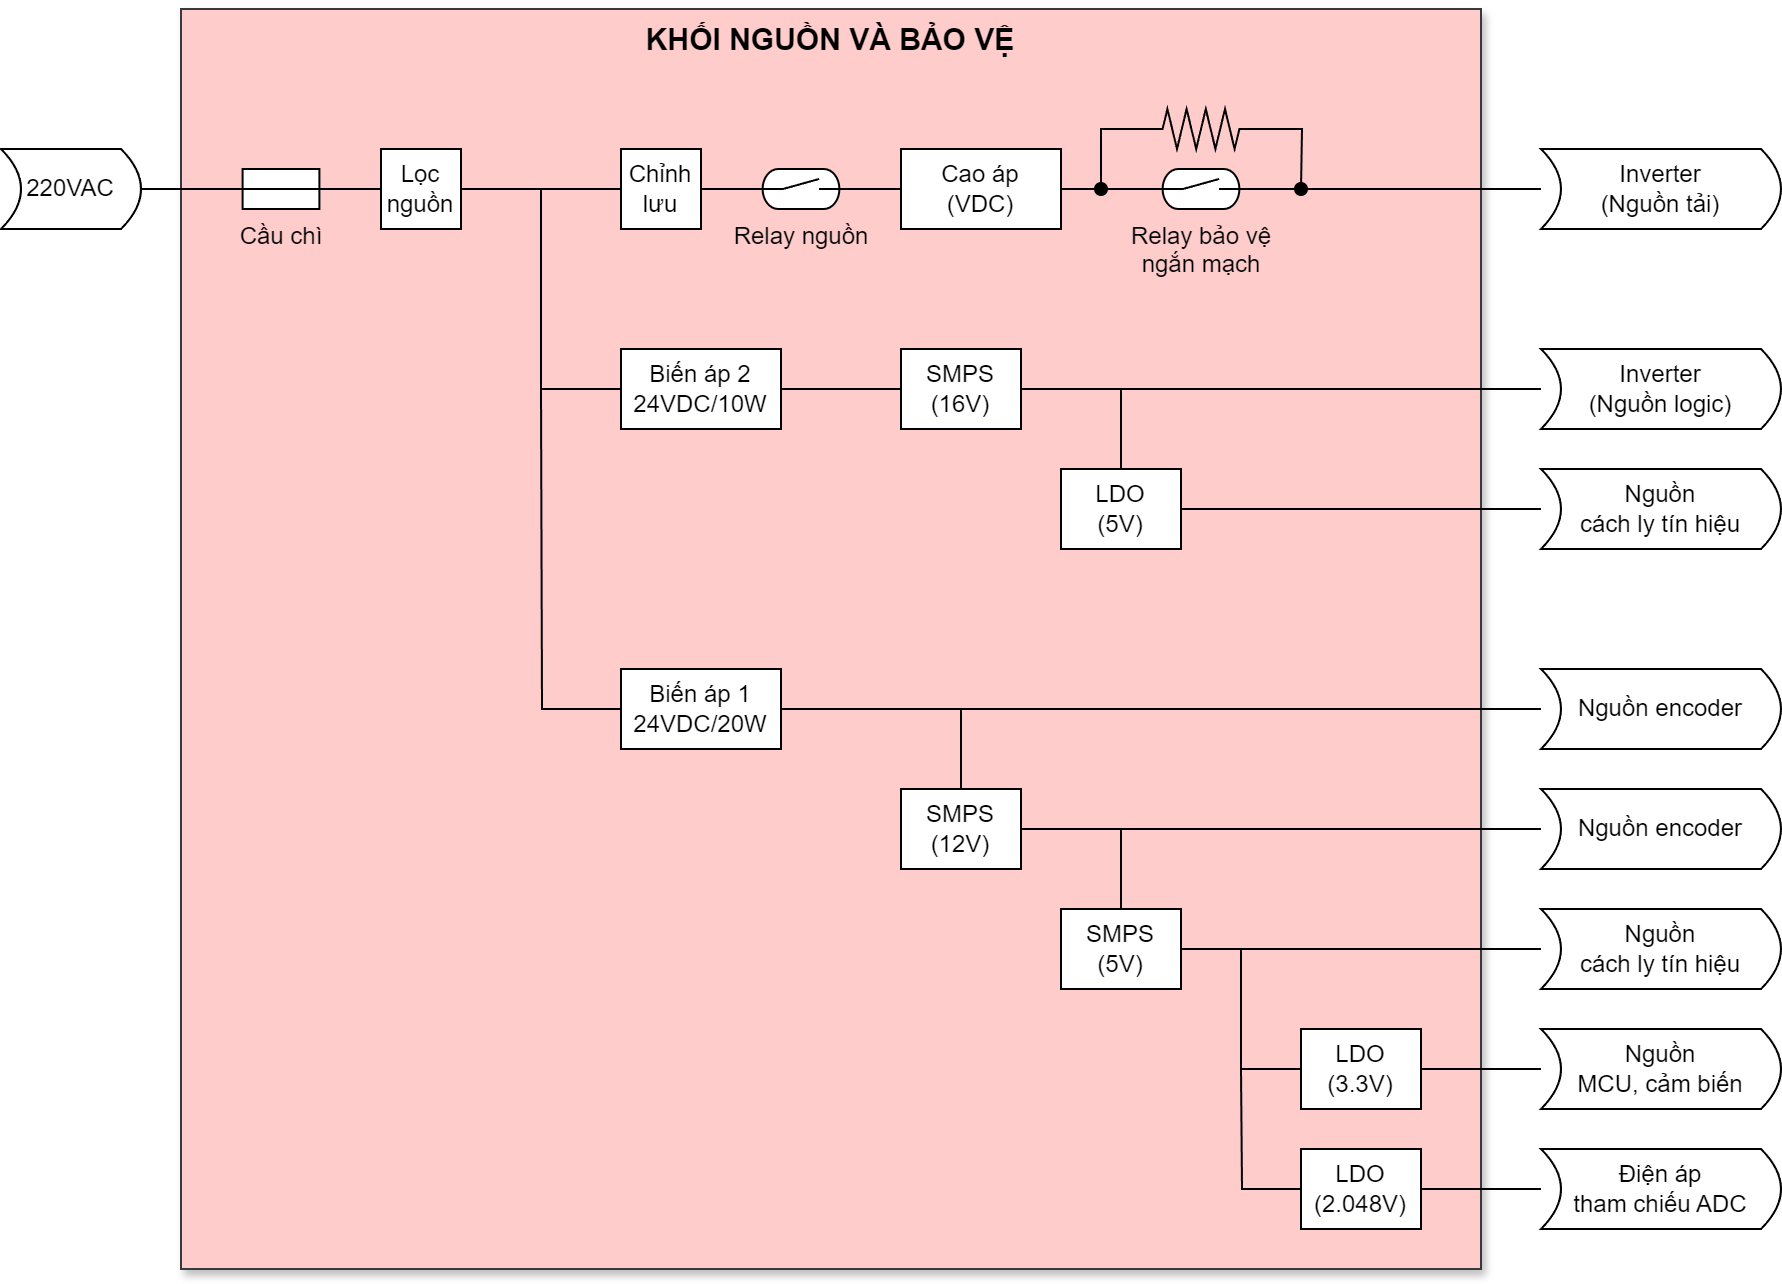 KHỐI NGUỒN VÀ BẢO VỆ
220VAC
Cầu chì
Lọc
nguồn
Chỉnh
lưu
Relay nguồn
Cao áp
(VDC)
Relay bảo vệ
ngắn mạch
Inverter
(Nguồn tải)
Biến áp 2
24VDC/10W
SMPS
(16V)
Inverter
(Nguồn logic)
LDO
(5V)
Nguồn
cách ly tín hiệu
Biến áp 1
24VDC/20W
Nguồn encoder
SMPS
(12V)
Nguồn encoder
SMPS
(5V)
Nguồn
cách ly tín hiệu
LDO
(3.3V)
Nguồn
MCU, cảm biến
LDO
(2.048V)
Điện áp
tham chiếu ADC